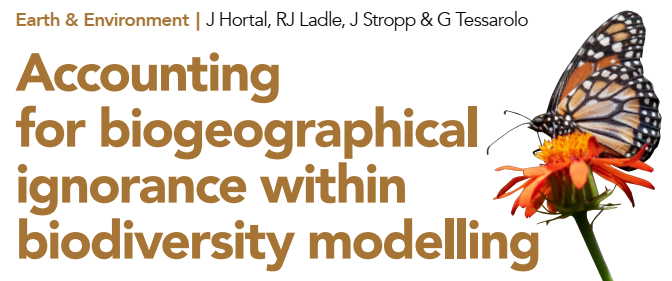 Earth & Environment | J Hortal, RJ Ladle, J Stropp & G Tessarolo
Accounting
for biogeographical
ignorance within
biodiversity modelling